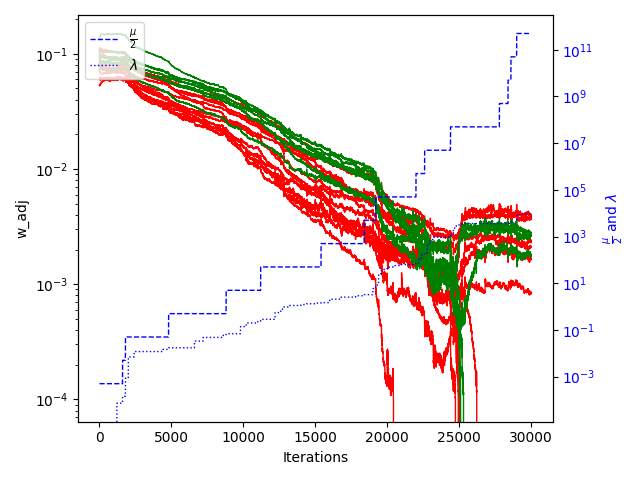 μ/2
λ
10⁻¹
10⁻²
10⁻³
10⁻⁴
w_adj
0 5000 10000 15000 20000 25000 30000
Iterations
10¹¹
10⁹
10⁷
10⁵
10³
10¹
10⁻¹
10⁻³
μ/2 and λ